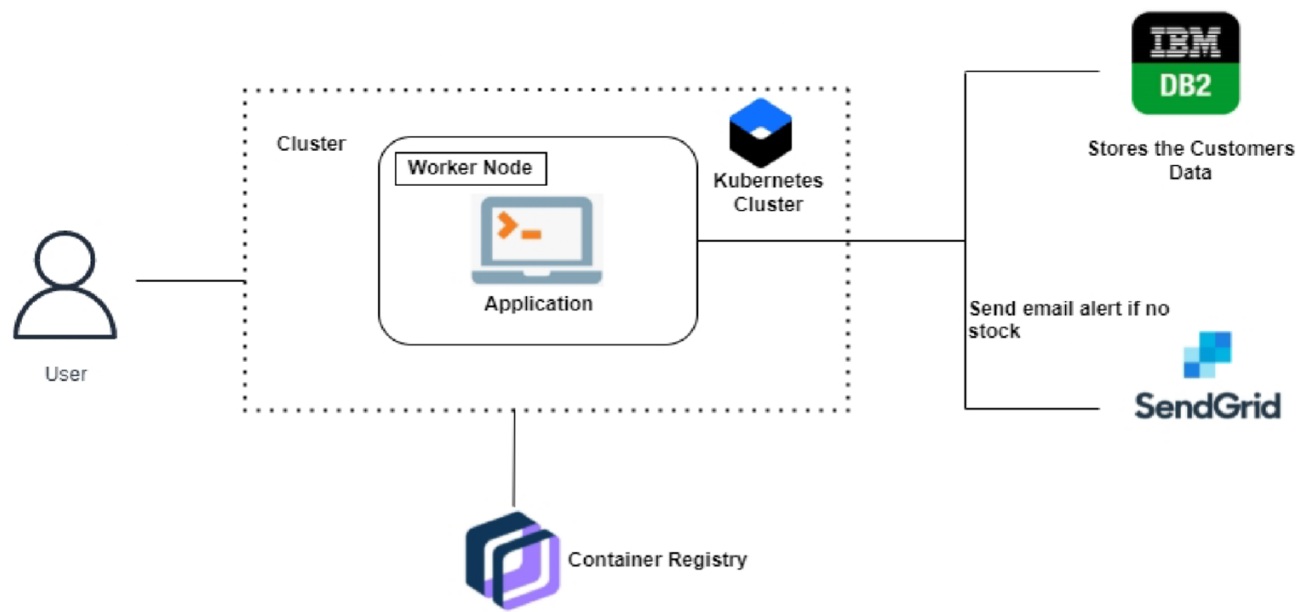 IBM
DB2
Stores the Customers
Data
Cluster
Worker Node
Kubernetes
Cluster
Application
User
Send email alert if no
stock
SendGrid
Container Registry